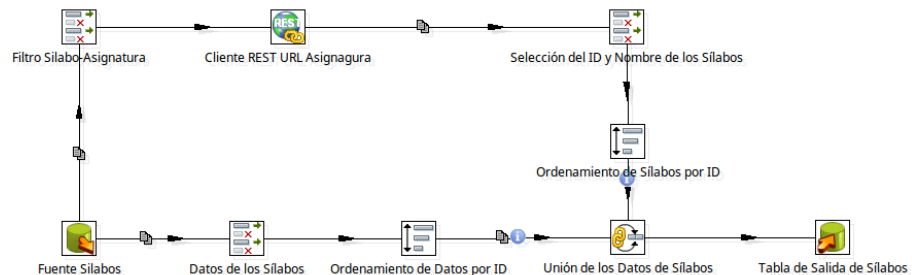 REST
Filtro Silabo-Asignatura
Cliente REST URL Asignagura
Selección del ID y Nombre de los Sílabos
Ordenamiento de Sílabos por ID
Fuente Silabos
Datos de los Sílabos
Ordenamiento de Datos por ID
Unión de los Datos de Sílabos
Tabla de Salida de Sílabos